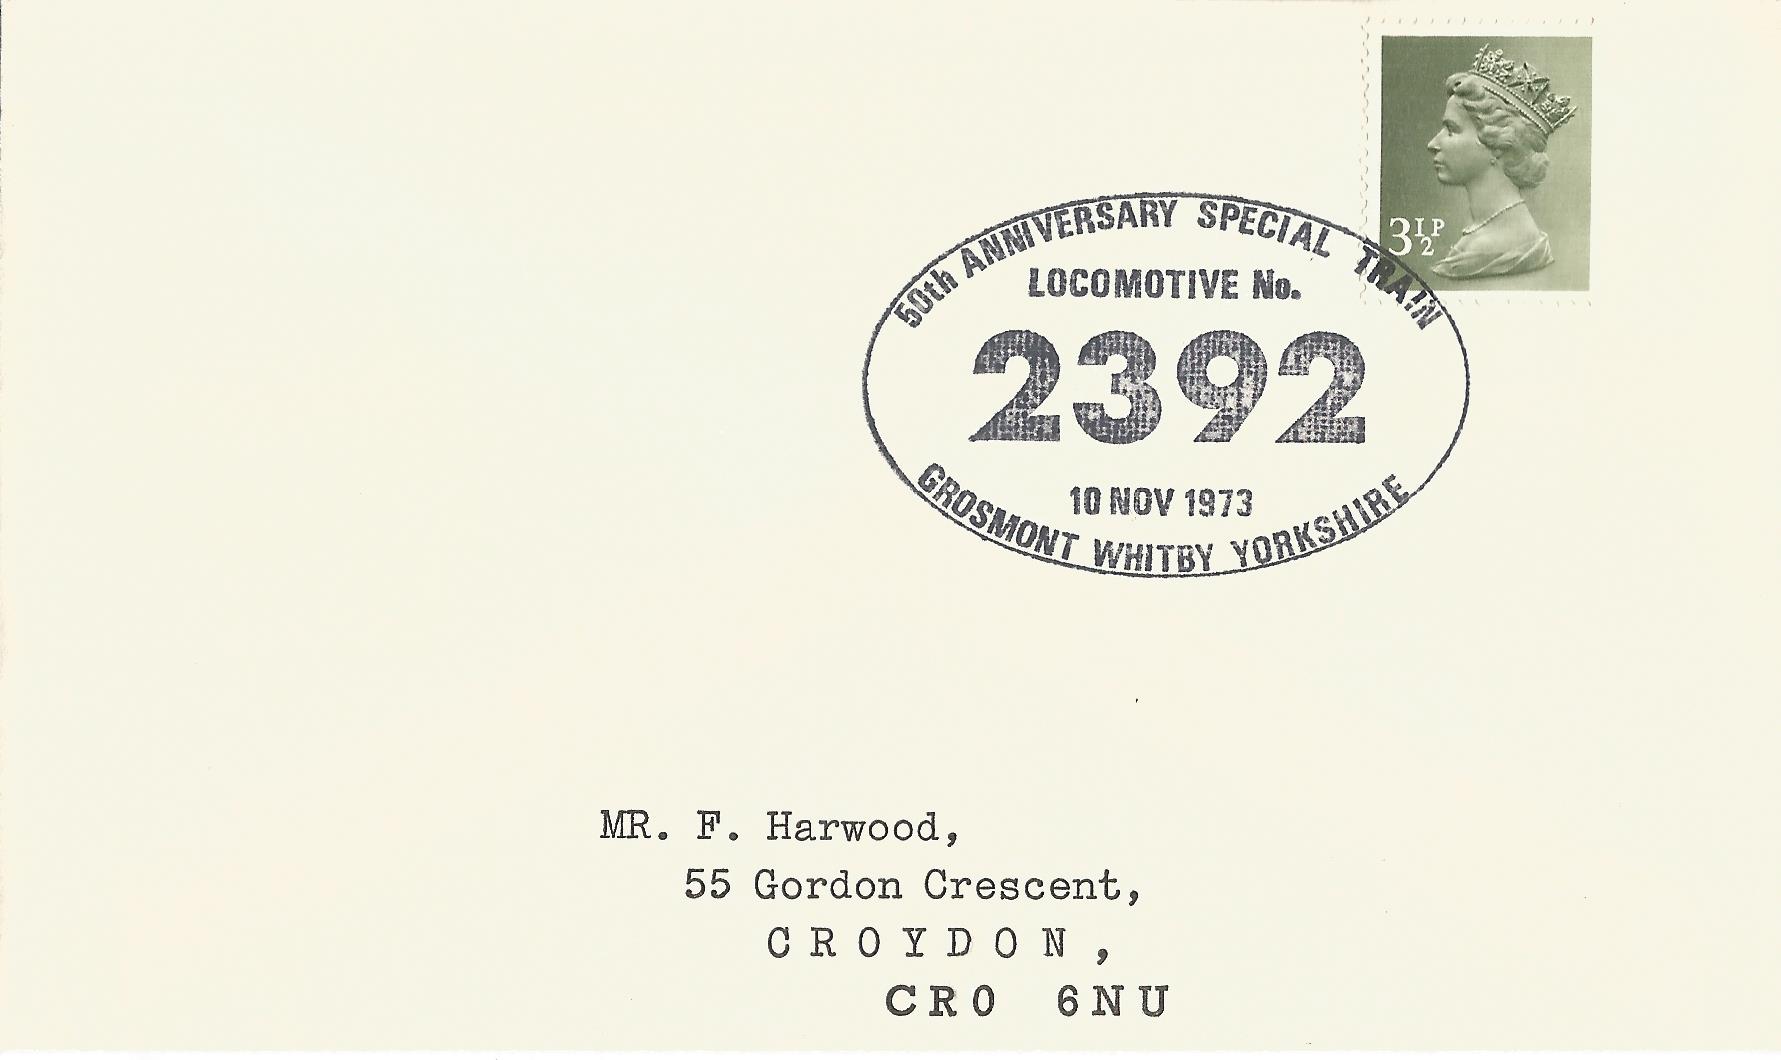 3½P
50th ANNIVERSARY SPECIAL TRAIN
LOCOMOTIVE No.
2392
10 NOV 1973
GROSMONT WHITBY YORKSHIRE
MR. F. Harwood,
55 Gordon Crescent,
CROYDON,
CR0 6NU